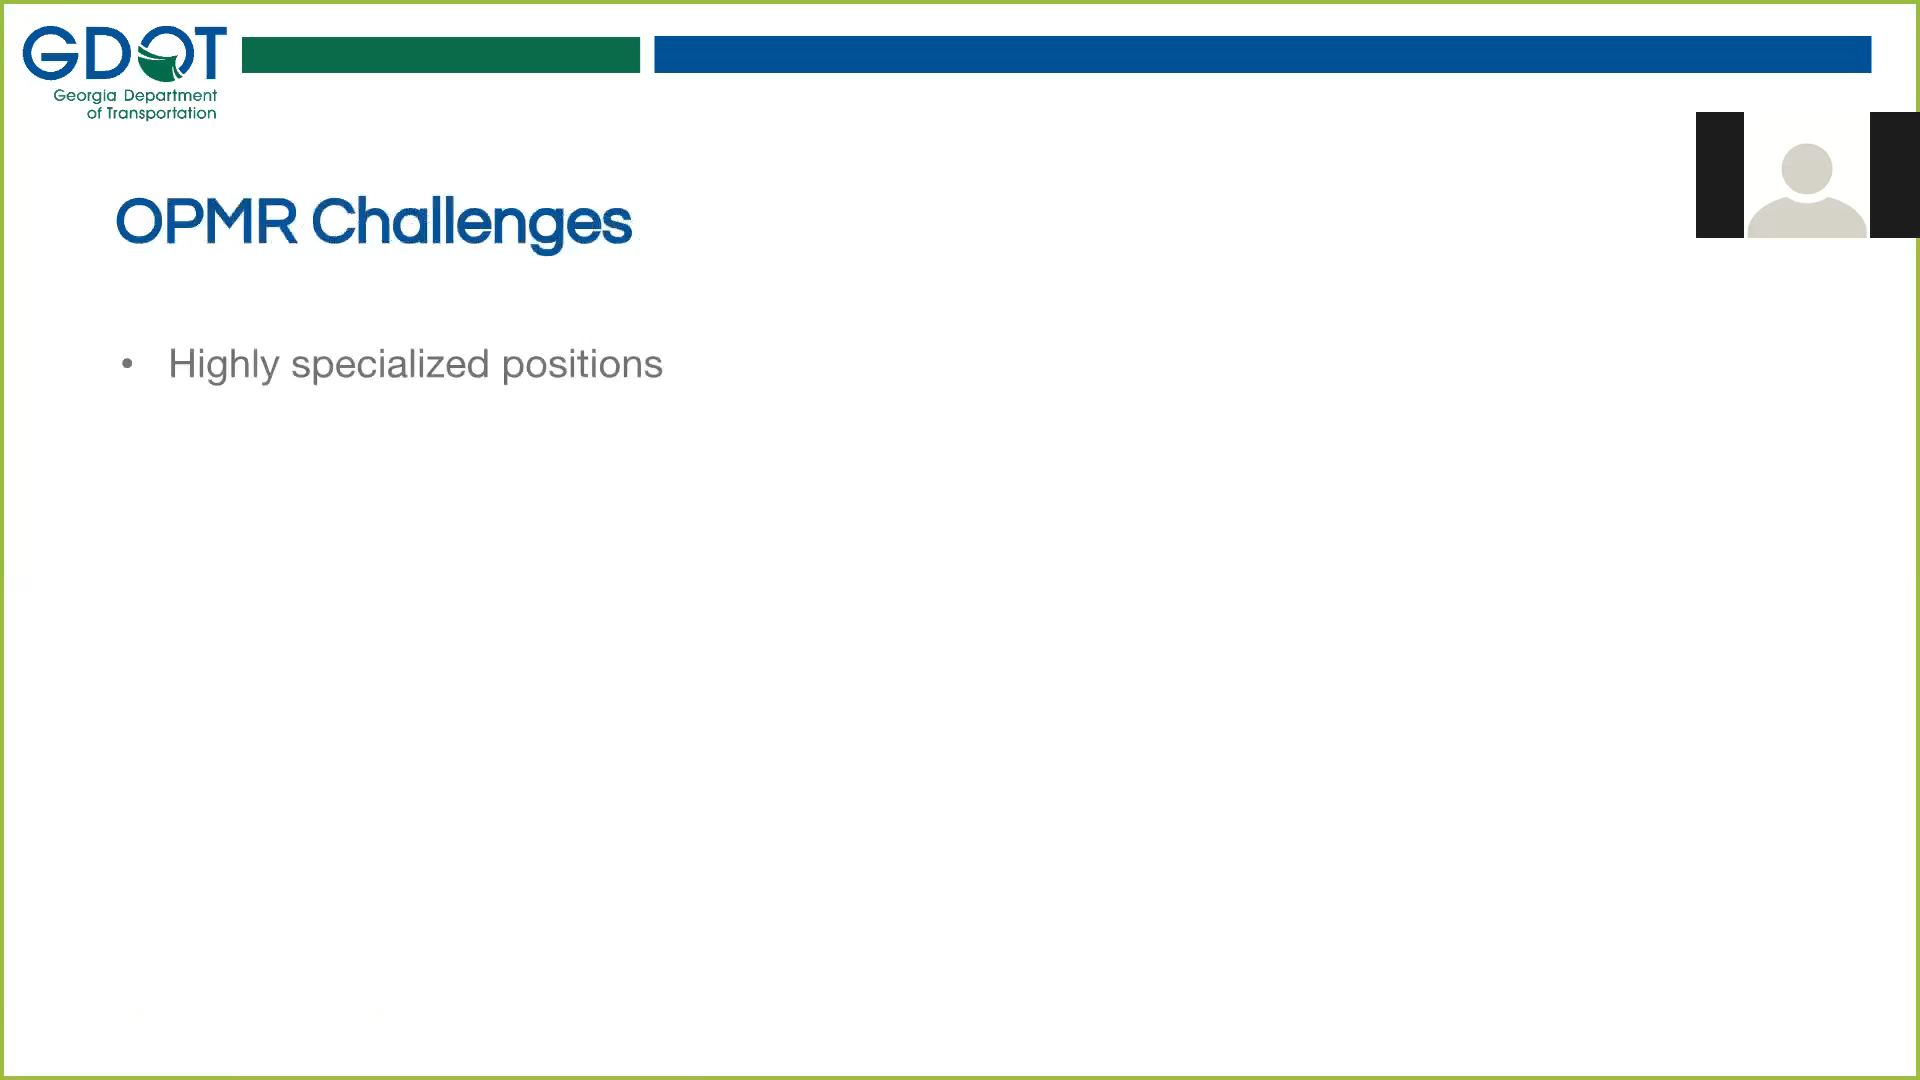 GDOT
Georgia Department
of Transportation
OPMR Challenges
• Highly specialized positions